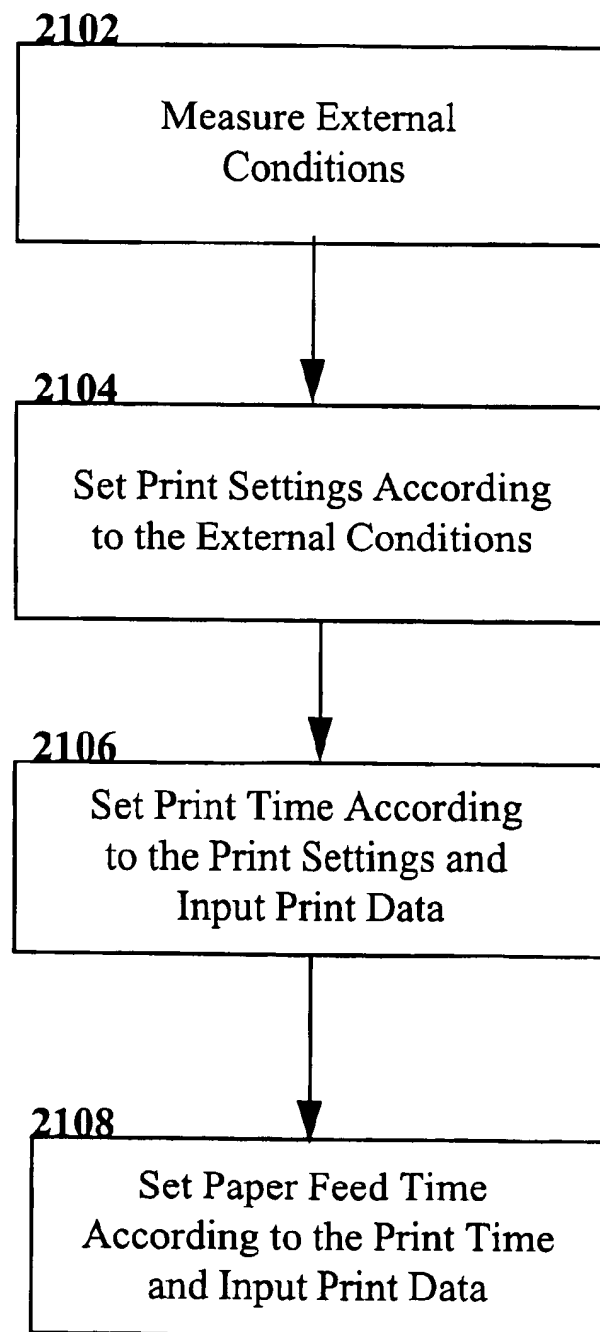 2102
Measure External
Conditions
2104
Set Print Settings According
to the External Conditions
2106
Set Print Time According
to the Print Settings and
Input Print Data
2108
Set Paper Feed Time
According to the Print Time
and Input Print Data